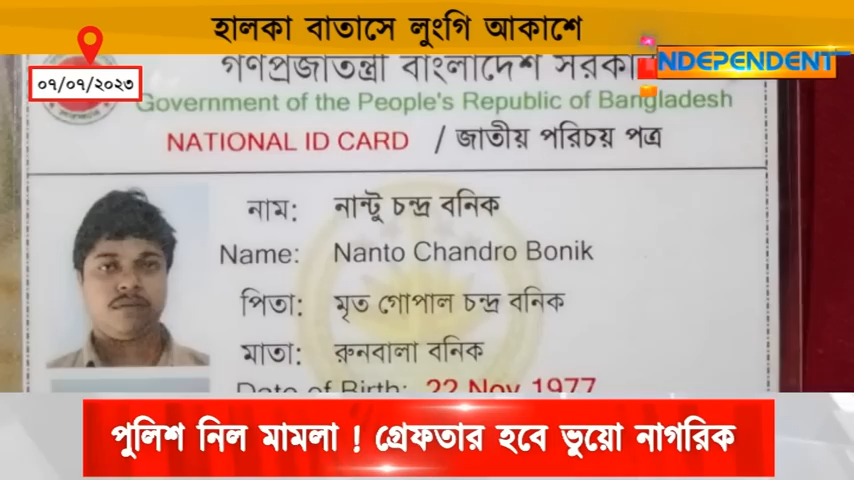 হালকা বাতাসে লুংগি আকাশে
০৭/০৭/২০২৩
INDEPENDENT
গণপ্রজাতন্ত্রী বাংলাদেশ সরকার
Government of the People's Republic of Bangladesh
NATIONAL ID CARD / জাতীয় পরিচয় পত্র
নাম: নান্টু চন্দ্র বনিক
Name: Nanto Chandro Bonik
পিতা: মৃত গোপাল চন্দ্র বনিক
মাতা: রুনবালা বনিক
Date of Birth: 22 Nov 1977
পুলিশ নিল মামলা ! গ্রেফতার হবে ভুয়ো নাগরিক